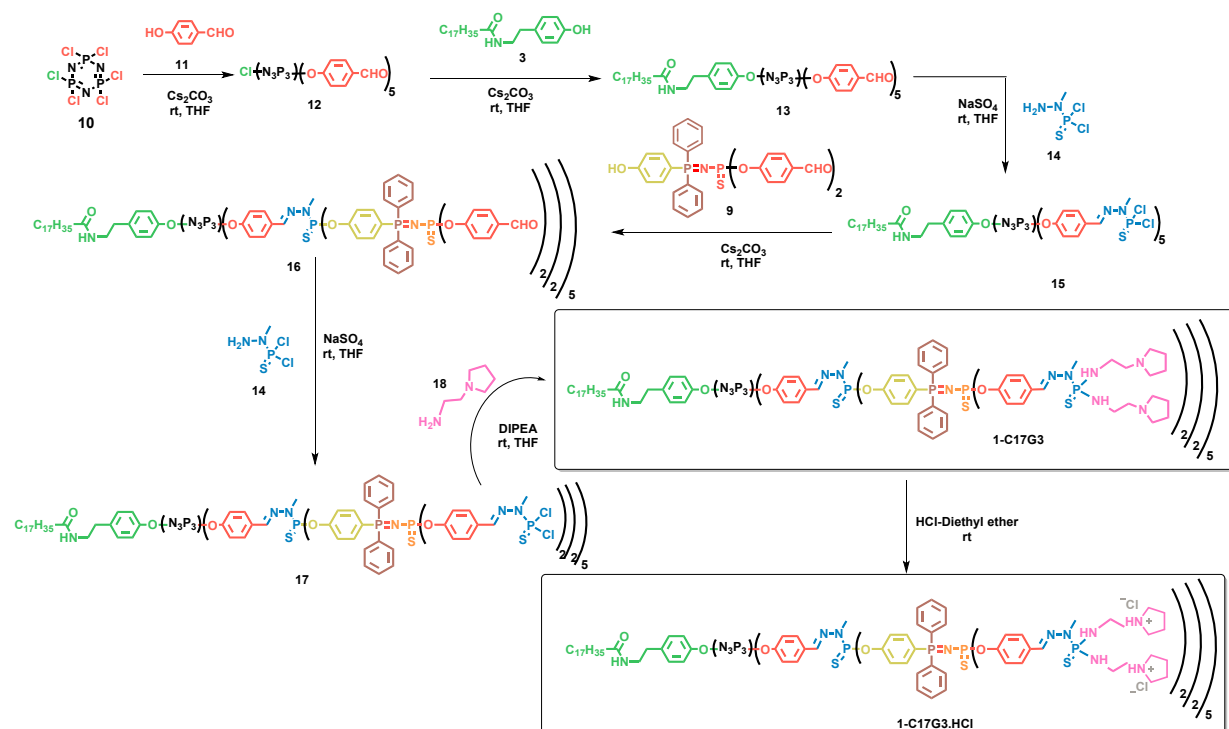 HO
CHO
11
Cs2CO3
rt, THF
Cl
Cl
P
Cl
N
N
Cl
P
P
Cl
N
Cl
Cl
10
Cl
N3P3
O
CHO
5
12
O
C17H35
HN
OH
3
Cs2CO3
rt, THF
O
C17H35
HN
O
N3P3
O
CHO
5
13
NaSO4
rt, THF
H2N
N
P
Cl
Cl
S
14
HO
P
N
P
S
O
CHO
2
9
Cs2CO3
rt, THF
O
C17H35
HN
O
N3P3
O
N
N
P
Cl
Cl
S
5
15
O
C17H35
HN
O
N3P3
O
N
N
P
S
O
P
N
P
S
O
CHO
2
2
5
16
H2N
N
P
Cl
Cl
S
14
NaSO4
rt, THF
18
N
H2N
DIPEA
rt, THF
O
C17H35
HN
O
N3P3
O
N
N
P
S
O
P
N
P
S
O
N
N
P
S
HN
N
NH
N
2
2
5
1-C17G3
O
C17H35
HN
O
N3P3
O
N
N
P
S
O
P
N
P
S
O
N
N
P
Cl
Cl
S
2
2
5
17
HCl-Diethyl ether
rt
O
C17H35
HN
O
N3P3
O
N
N
P
S
O
P
N
P
S
O
N
N
P
S
HN
HN
+
−Cl
NH
HN
+
−Cl
2
2
5
1-C17G3.HCl